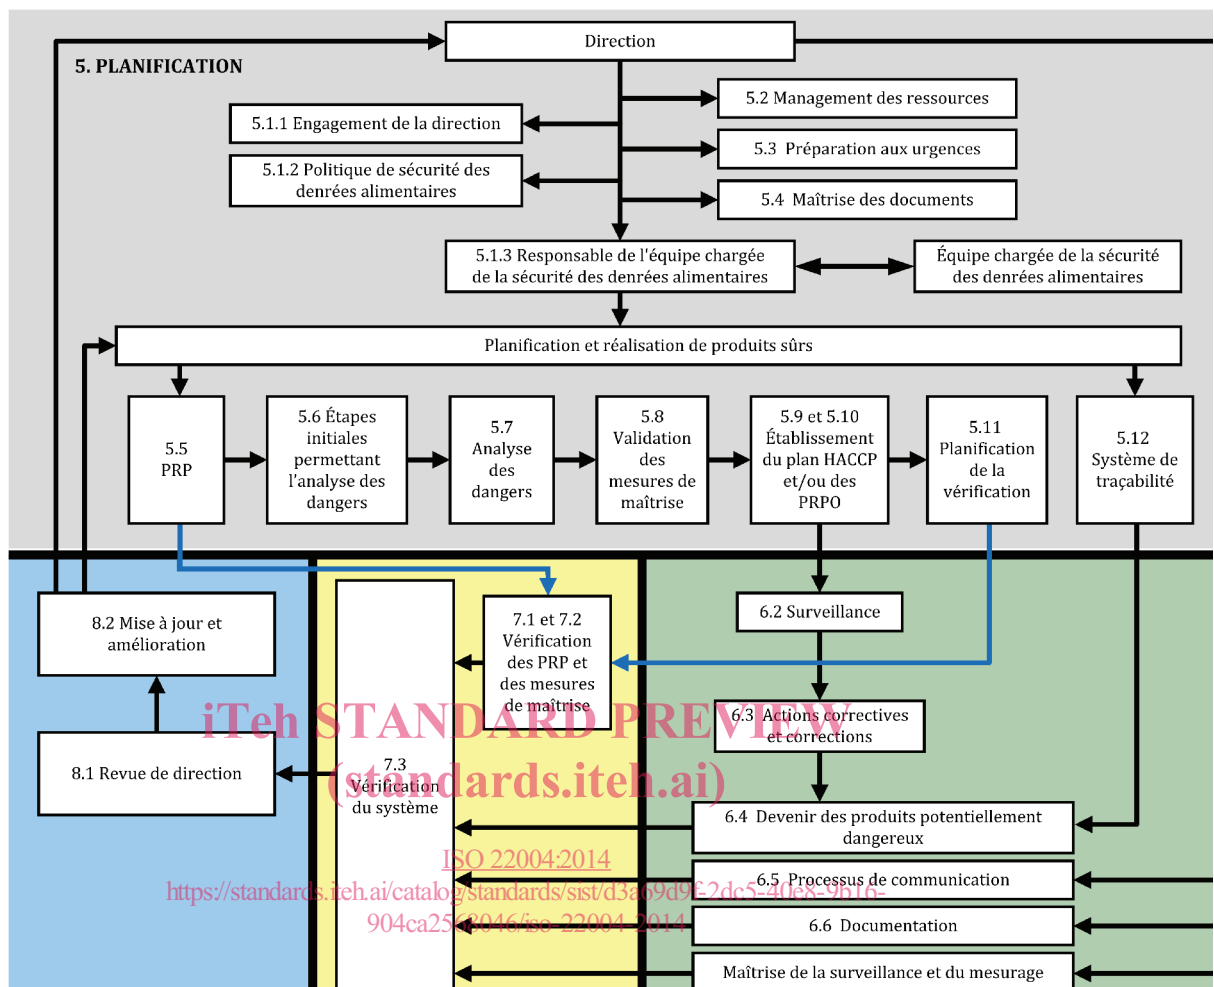 Direction
5. PLANIFICATION
5.2 Management des ressources
5.1.1 Engagement de la direction
5.3 Préparation aux urgences
5.1.2 Politique de sécurité des
denrées alimentaires
5.4 Maîtrise des documents
5.1.3 Responsable de l'équipe chargée
de la sécurité des denrées alimentaires
Équipe chargée de la sécurité
des denrées alimentaires
Planification et réalisation de produits sûrs
5.5
PRP
5.6 Étapes
initiales
permettant
l'analyse des
dangers
5.7
Analyse
des
dangers
5.8
Validation
des
mesures de
maîtrise
5.9 et 5.10
Établissement
du plan HACCP
et/ou des
PRPO
5.11
Planification
de la
vérification
5.12
Système de
traçabilité
8.2 Mise à jour et
amélioration
7.1 et 7.2
Vérification
des PRP et
des mesures
de maîtrise
6.2 Surveillance
iTeh STANDARD PREVIEW
(standards.iteh.ai)
6.3 Actions correctives
et corrections
8.1 Revue de direction
7.3
Vérification
du système
6.4 Devenir des produits potentiellement
dangereux
ISO 22004:2014
6.5 Processus de communication
https://standards.iteh.ai/catalog/standards/sist/d3a69d9f-2dc5-40e8-9b16-
904ca2568046/iso-22004-2014
6.6 Documentation
Maîtrise de la surveillance et du mesurage